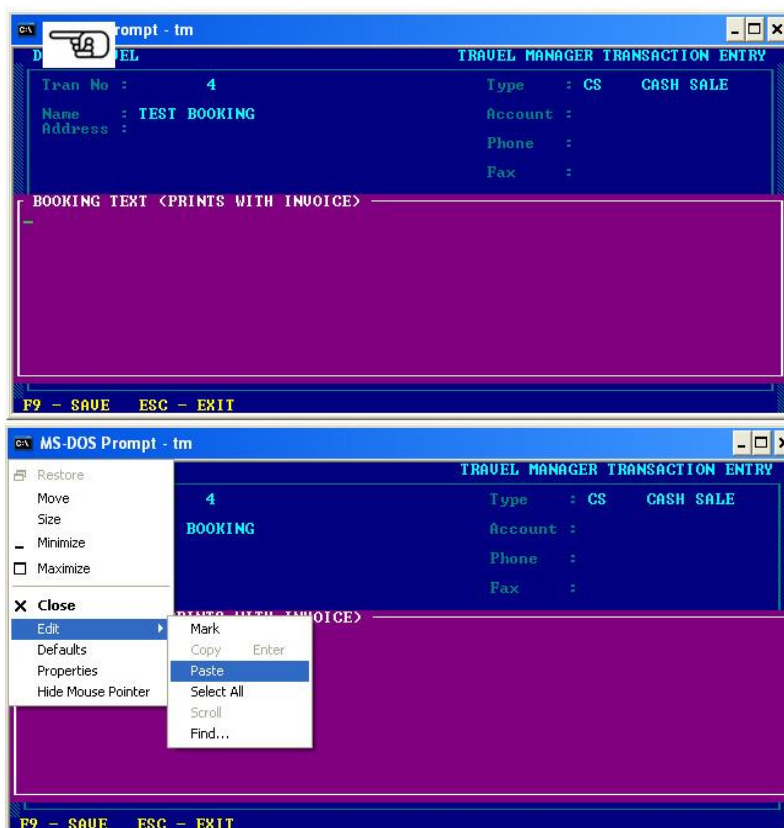 rompt - tm
D EL TRAVEL MANAGER TRANSACTION ENTRY
Tran No : 4 Type : CS CASH SALE
Name : TEST BOOKING Account :
Address :
Phone :
Fax :
BOOKING TEXT <PRINTS WITH INVOICE>
F9 - SAVE ESC - EXIT
MS-DOS Prompt - tm
TRAVEL MANAGER TRANSACTION ENTRY
Restore
Move 4 Type : CS CASH SALE
Size
BOOKING Account :
Minimize
Phone :
Maximize
Fax :
Close
INVOICE>
Edit Mark
Defaults Copy Enter
Properties Paste
Hide Mouse Pointer Select All
Scroll
Find...
F9 - SAVE ESC - EXIT